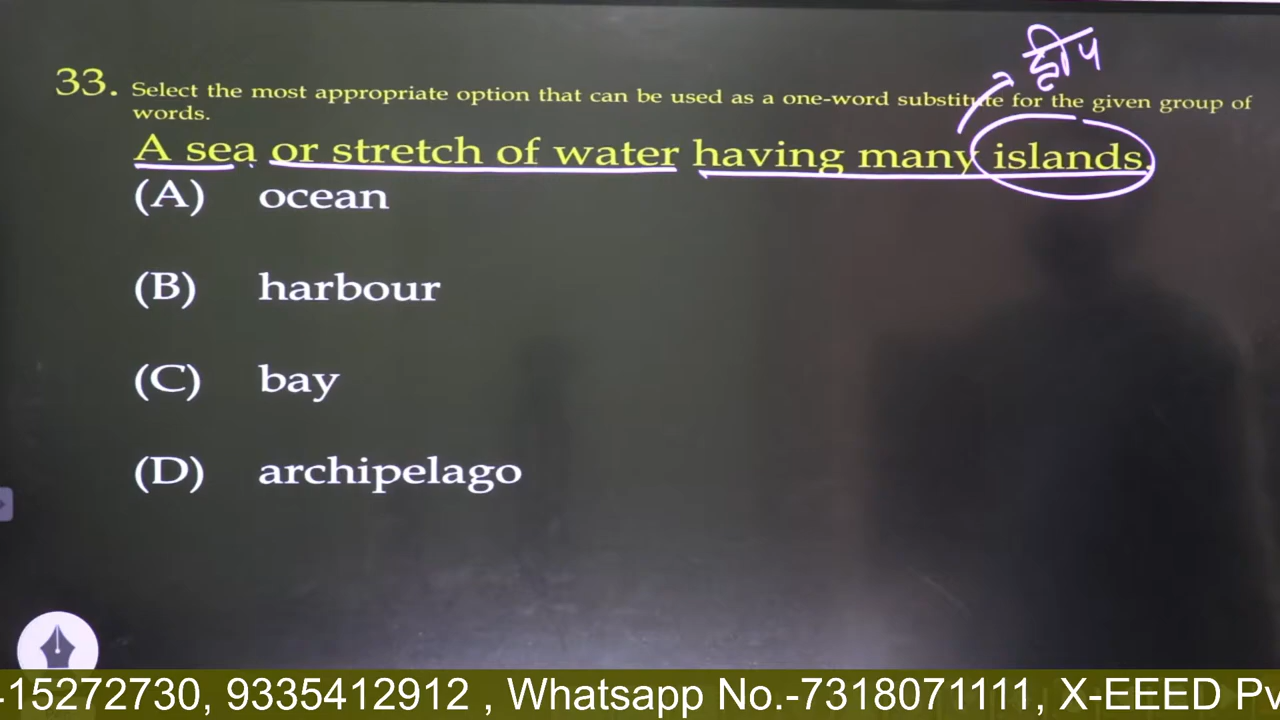 द्वीप
33. Select the most appropriate option that can be used as a one-word substitute for the given group of
words.
A sea or stretch of water having many islands.
(A) ocean
(B) harbour
(C) bay
(D) archipelago
-15272730, 9335412912 , Whatsapp No.-7318071111, X-EEED Pv